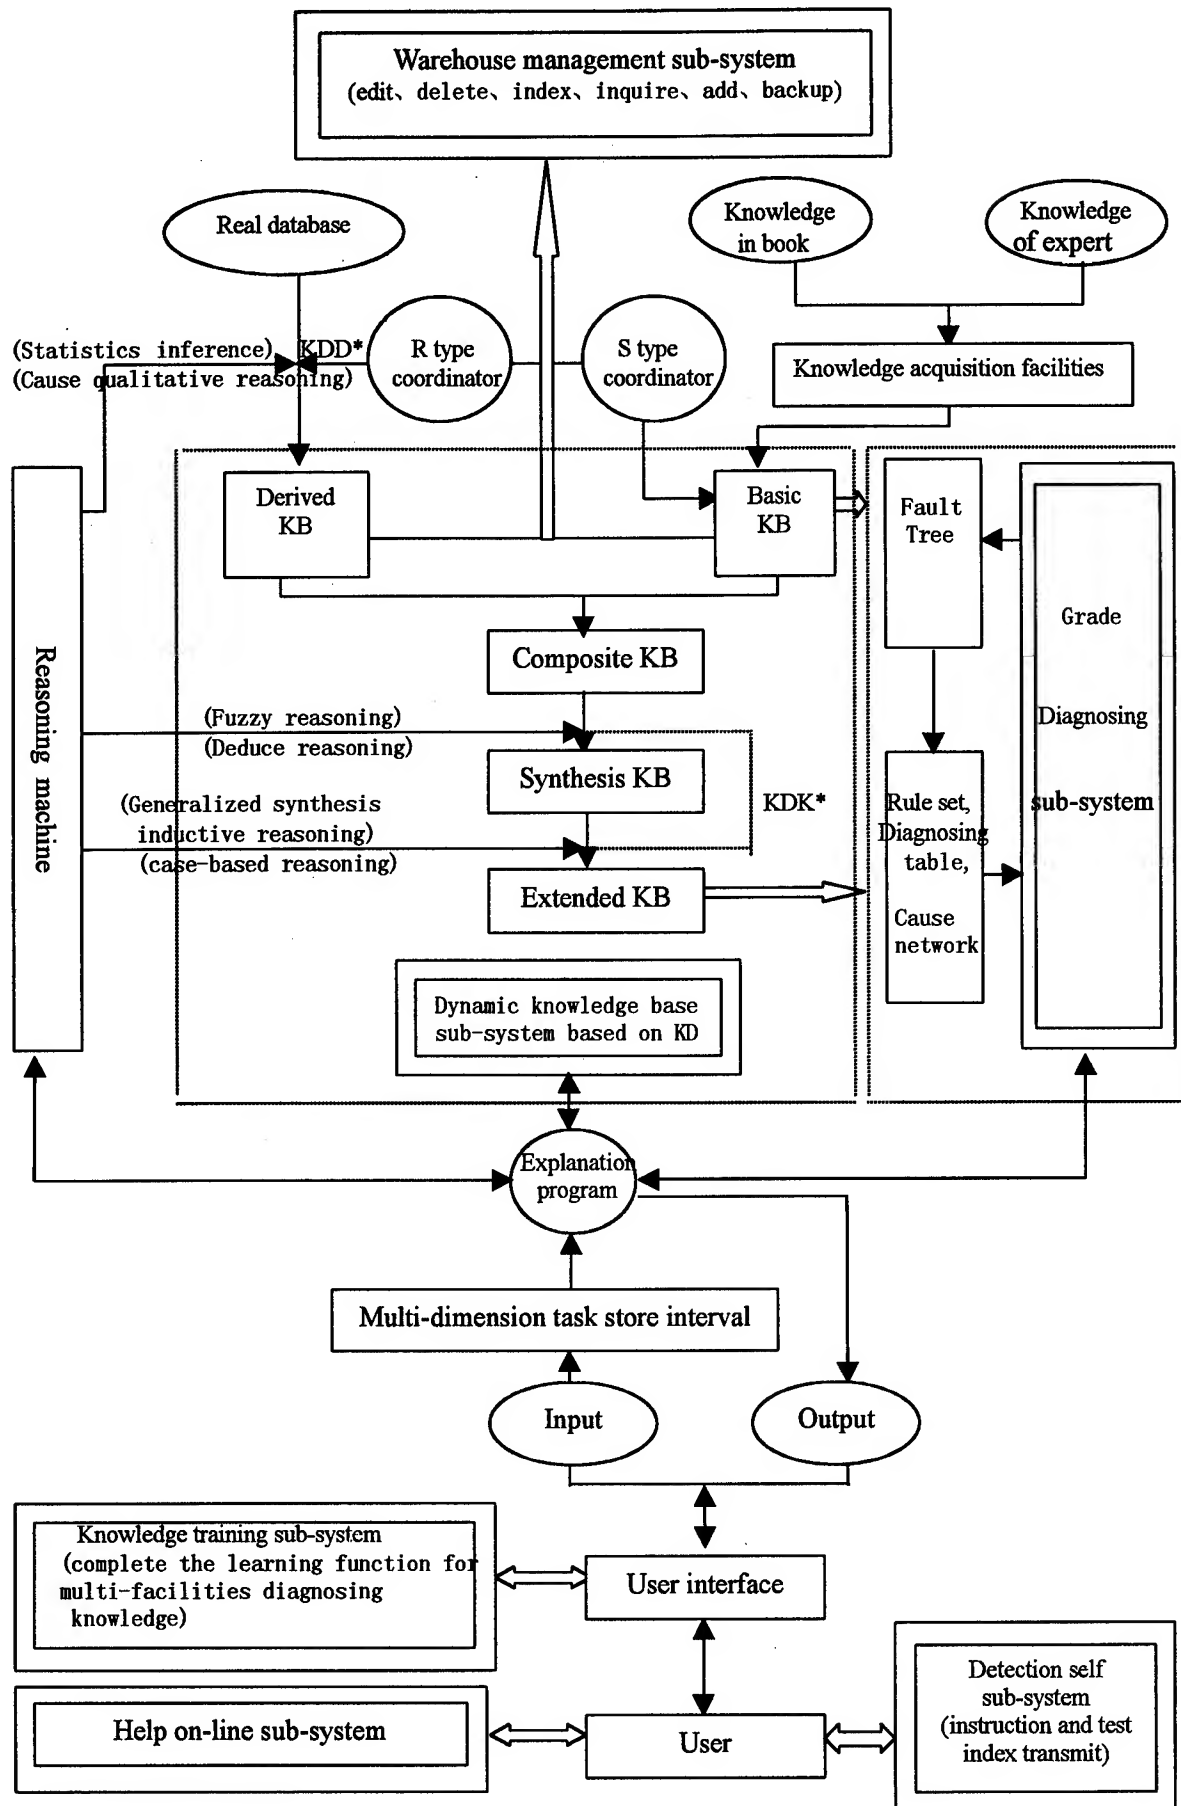 Warehouse management sub-system
(edit、delete、index、inquire、add、backup)
Real database
Knowledge
in book
Knowledge
of expert
(Statistics inference) KDD*
(Cause qualitative reasoning)
R type
coordinator
S type
coordinator
Knowledge acquisition facilities
Derived
KB
Basic
KB
Fault
Tree
Grade
Diagnosing
sub-system
Reasoning machine
Composite KB
(Fuzzy reasoning)
(Deduce reasoning)
Synthesis KB
KDK*
Rule set,
Diagnosing
table,
Cause
network
(Generalized synthesis
inductive reasoning)
(case-based reasoning)
Extended KB
Dynamic knowledge base
sub-system based on KD
Explanation
program
Multi-dimension task store interval
Input
Output
Knowledge training sub-system
(complete the learning function for
multi-facilities diagnosing
knowledge)
User interface
Help on-line sub-system
User
Detection self
sub-system
(instruction and test
index transmit)